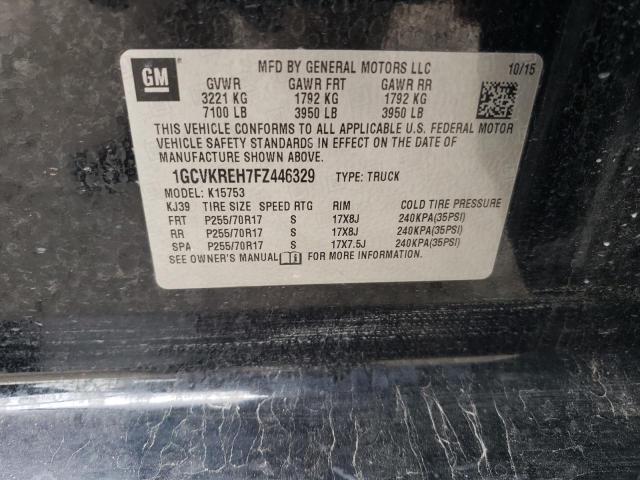 GM
MFD BY GENERAL MOTORS LLC 10/15
GVWR GAWR FRT GAWR RR
3221 KG 1792 KG 1792 KG
7100 LB 3950 LB 3950 LB
THIS VEHICLE CONFORMS TO ALL APPLICABLE U.S. FEDERAL MOTOR
VEHICLE SAFETY STANDARDS IN EFFECT ON THE DATE OF
MANUFACTURE SHOWN ABOVE.
1GCVKREH7FZ446329 TYPE: TRUCK
MODEL: K15753
KJ39 TIRE SIZE SPEED RTG RIM COLD TIRE PRESSURE
FRT P255/70R17 S 17X8J 240KPA(35PSI)
RR P255/70R17 S 17X8J 240KPA(35PSI)
SPA P255/70R17 S 17X7.5J 240KPA(35PSI)
SEE OWNER'S MANUAL FOR MORE INFORMATION.